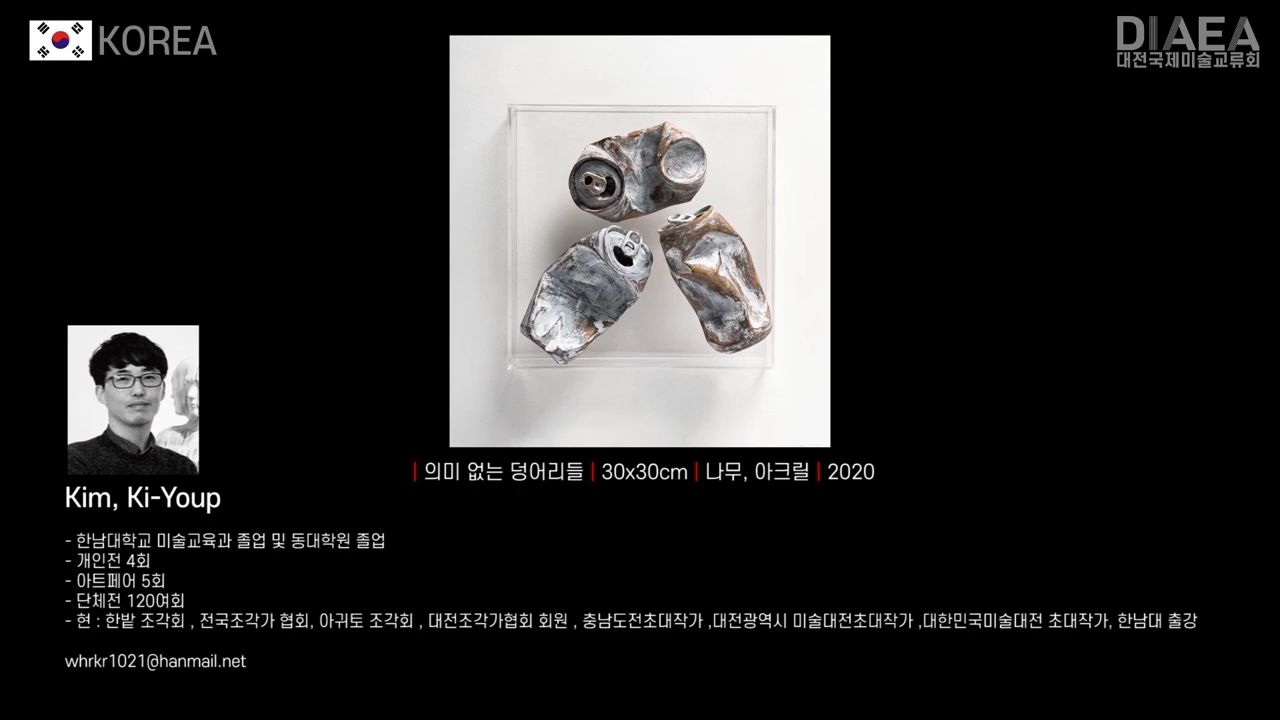 KOREA
DIAEA
대전국제미술교류회
| 의미 없는 덩어리들 | 30x30cm | 나무, 아크릴 | 2020
Kim, Ki-Youp
- 한남대학교 미술교육과 졸업 및 동대학원 졸업
- 개인전 4회
- 아트페어 5회
- 단체전 120여회
- 현 : 한밭 조각회 , 전국조각가 협회, 아귀토 조각회 , 대전조각가협회 회원 , 충남도전초대작가 ,대전광역시 미술대전초대작가 ,대한민국미술대전 초대작가, 한남대 출강
whrkr1021@hanmail.net